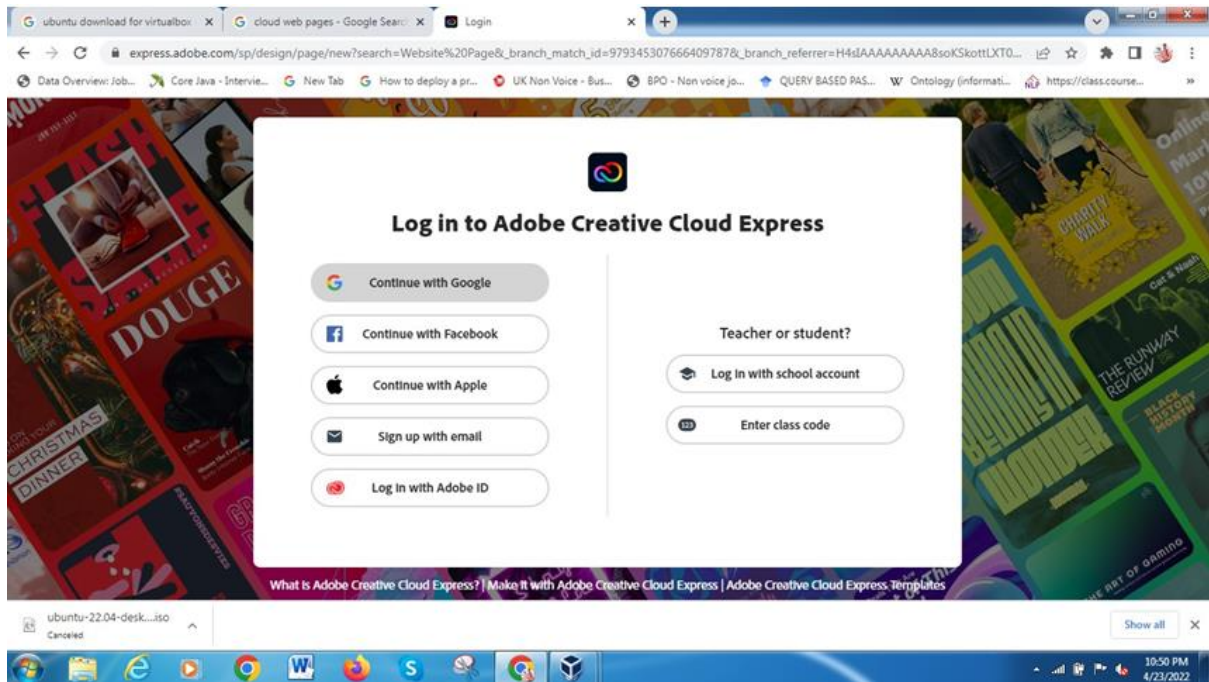 ubuntu download for virtualbox
cloud web pages - Google Search
Login
express.adobe.com/sp/design/page/new?search=Website%20Page&_branch_match_id=979345307666409787&_branch_referrer=H4sIAAAAAAAAA8soKSkottLXT0...
Data Overview: Job...
Core Java - Intervie...
New Tab
How to deploy a pr...
UK Non Voice - Bus...
BPO - Non voice jo...
QUERY BASED PAS...
Ontology (informati...
https://class.course...
Log in to Adobe Creative Cloud Express
Continue with Google
Continue with Facebook
Continue with Apple
Sign up with email
Log in with Adobe ID
Teacher or student?
Log in with school account
123
Enter class code
DOUGE
CHRISTMAS
DINNER
CHARITY
WALK
Cat & Nash
THE RUNWAY
REVIEW
BLACK
HISTORY
MONTH
THE ART OF GAMING
What is Adobe Creative Cloud Express? | Make it with Adobe Creative Cloud Express | Adobe Creative Cloud Express Templates
ubuntu-22.04-desk....iso
Canceled
Show all
10:50 PM
4/23/2022